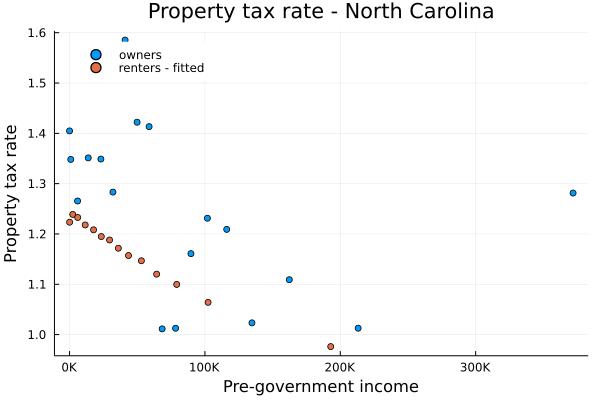 Property tax rate - North Carolina
1.6
owners
renters - fitted
1.5
1.4
1.3
1.2
1.1
1.0
Property tax rate
0K 100K 200K 300K
Pre-government income